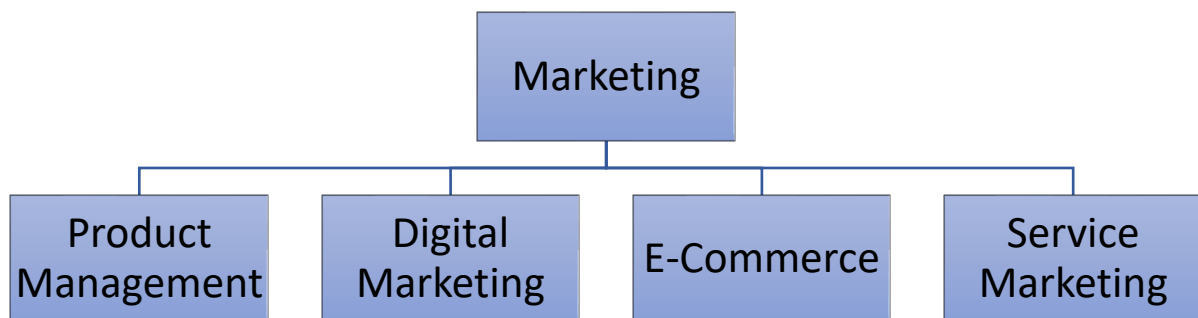 Marketing
Product
Management
Digital
Marketing
E-Commerce
Service
Marketing